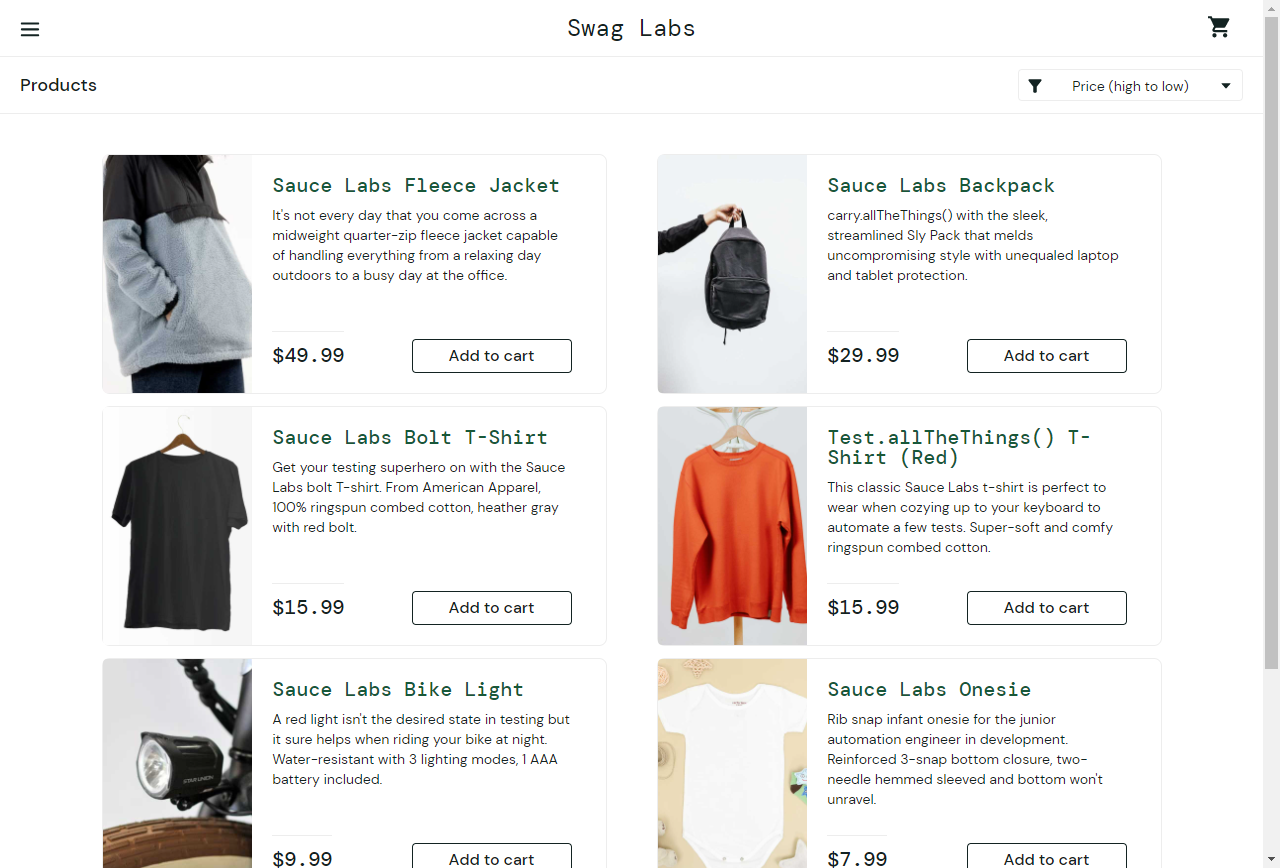 Swag Labs
Products
Price (high to low)
Sauce Labs Fleece Jacket
It's not every day that you come across a
midweight quarter-zip fleece jacket capable
of handling everything from a relaxing day
outdoors to a busy day at the office.
$49.99
Add to cart
Sauce Labs Backpack
carry.allTheThings() with the sleek,
streamlined Sly Pack that melds
uncompromising style with unequaled laptop
and tablet protection.
$29.99
Add to cart
Sauce Labs Bolt T-Shirt
Get your testing superhero on with the Sauce
Labs bolt T-shirt. From American Apparel,
100% ringspun combed cotton, heather gray
with red bolt.
$15.99
Add to cart
Test.allTheThings() T-
Shirt (Red)
This classic Sauce Labs t-shirt is perfect to
wear when cozying up to your keyboard to
automate a few tests. Super-soft and comfy
ringspun combed cotton.
$15.99
Add to cart
Sauce Labs Bike Light
A red light isn't the desired state in testing but
it sure helps when riding your bike at night.
Water-resistant with 3 lighting modes, 1 AAA
battery included.
STAR UNION
$9.99
Add to cart
Sauce Labs Onesie
Rib snap infant onesie for the junior
automation engineer in development.
Reinforced 3-snap bottom closure, two-
needle hemmed sleeved and bottom won't
unravel.
$7.99
Add to cart